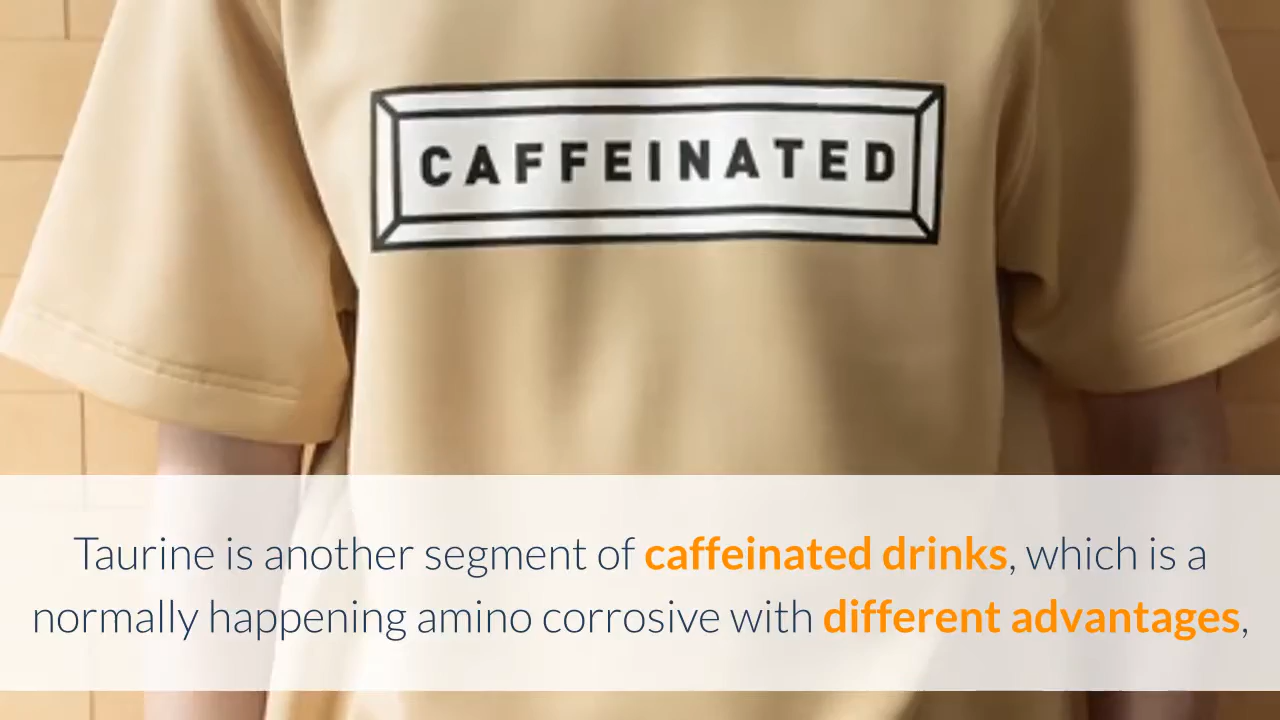 CAFFEINATED
Taurine is another segment of caffeinated drinks, which is a
normally happening amino corrosive with different advantages,